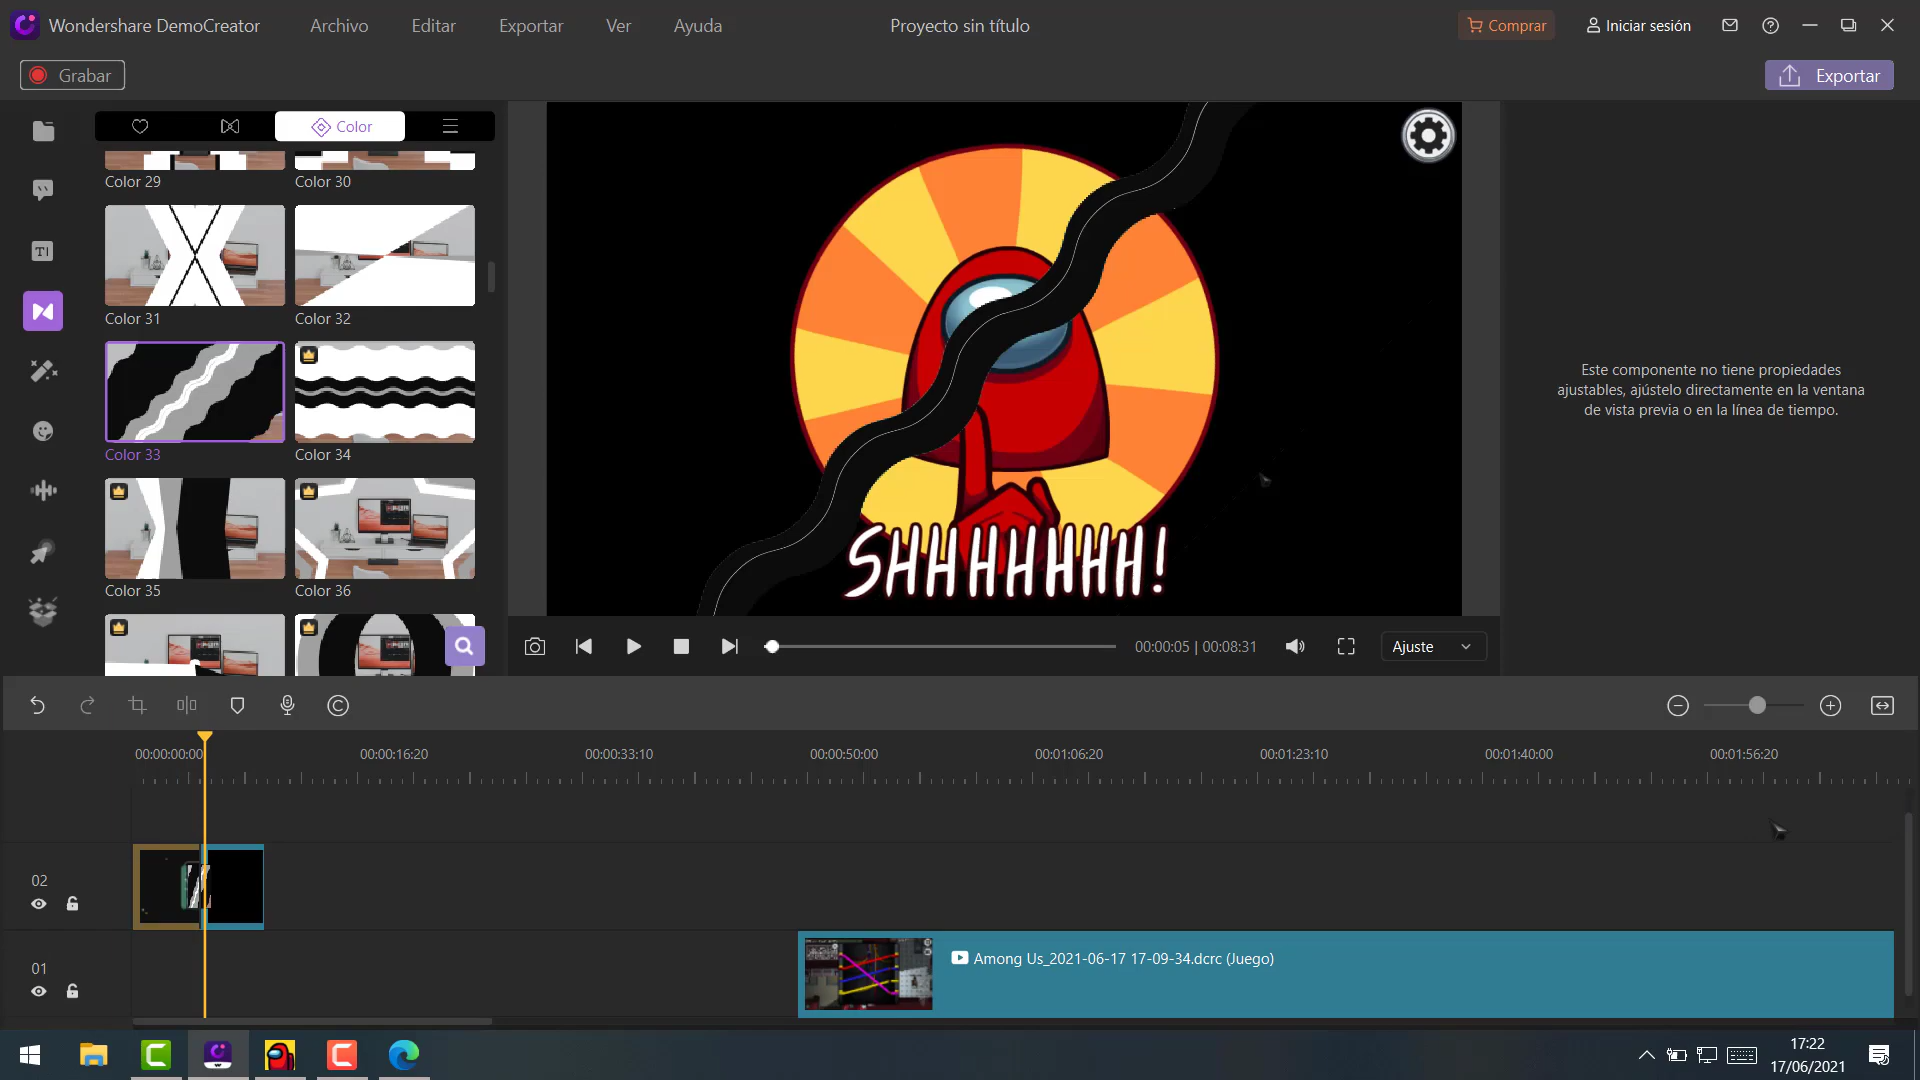 Wondershare DemoCreator
Archivo
Editar
Exportar
Ver
Ayuda
Proyecto sin título
Comprar
Iniciar sesión
Grabar
Exportar
Color
Color 29
Color 30
Color 31
Color 32
Color 33
Color 34
Color 35
Color 36
SHHHHHHH!
Este componente no tiene propiedades
ajustables, ajústelo directamente en la ventana
de vista previa o en la línea de tiempo.
00:00:05 | 00:08:31
Ajuste
00:00:00:00
00:00:16:20
00:00:33:10
00:00:50:00
00:01:06:20
00:01:23:10
00:01:40:00
00:01:56:20
02
01
Among Us_2021-06-17 17-09-34.dcrc (Juego)
17:22
17/06/2021